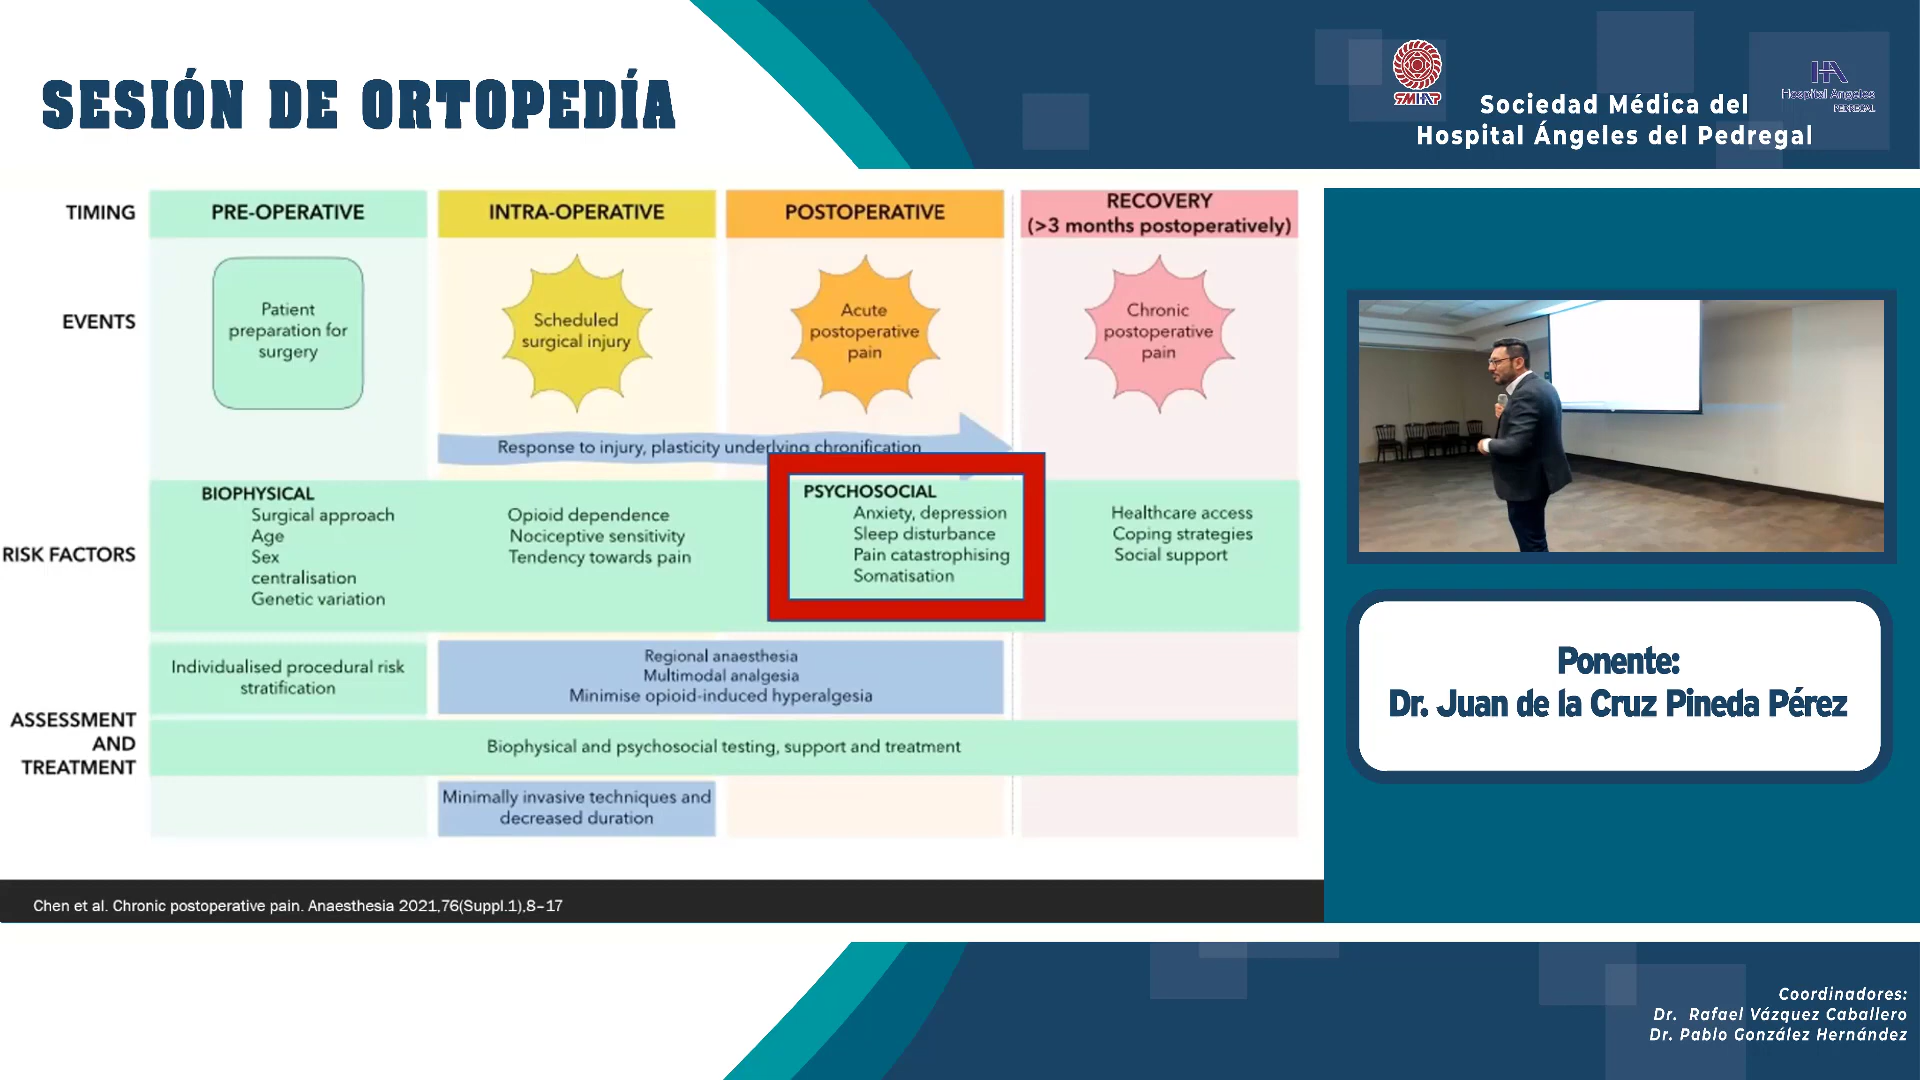 SESIÓN DE ORTOPEDÍA
SMHAP
Sociedad Médica del
Hospital Ángeles del Pedregal
HA
Hospital Angeles
PEDREGAL
TIMING
PRE-OPERATIVE
INTRA-OPERATIVE
POSTOPERATIVE
RECOVERY
(>3 months postoperatively)
EVENTS
Patient
preparation for
surgery
Scheduled
surgical injury
Acute
postoperative
pain
Chronic
postoperative
pain
Response to injury, plasticity underlying chronification
RISK FACTORS
BIOPHYSICAL
Surgical approach
Age
Sex
centralisation
Genetic variation
Opioid dependence
Nociceptive sensitivity
Tendency towards pain
PSYCHOSOCIAL
Anxiety, depression
Sleep disturbance
Pain catastrophising
Somatisation
Healthcare access
Coping strategies
Social support
ASSESSMENT
AND
TREATMENT
Individualised procedural risk
stratification
Regional anaesthesia
Multimodal analgesia
Minimise opioid-induced hyperalgesia
Biophysical and psychosocial testing, support and treatment
Minimally invasive techniques and
decreased duration
Chen et al. Chronic postoperative pain. Anaesthesia 2021,76(Suppl.1),8–17
Ponente:
Dr. Juan de la Cruz Pineda Pérez
Coordinadores:
Dr. Rafael Vázquez Caballero
Dr. Pablo González Hernández